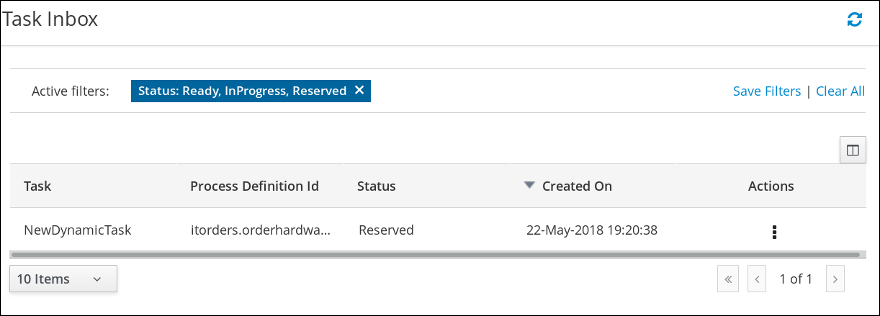 Task Inbox
Active filters: Status: Ready, InProgress, Reserved × Save Filters | Clear All
Task Process Definition Id Status Created On Actions
NewDynamicTask itorders.orderhardwa... Reserved 22-May-2018 19:20:38
10 Items « < 1 of 1 >